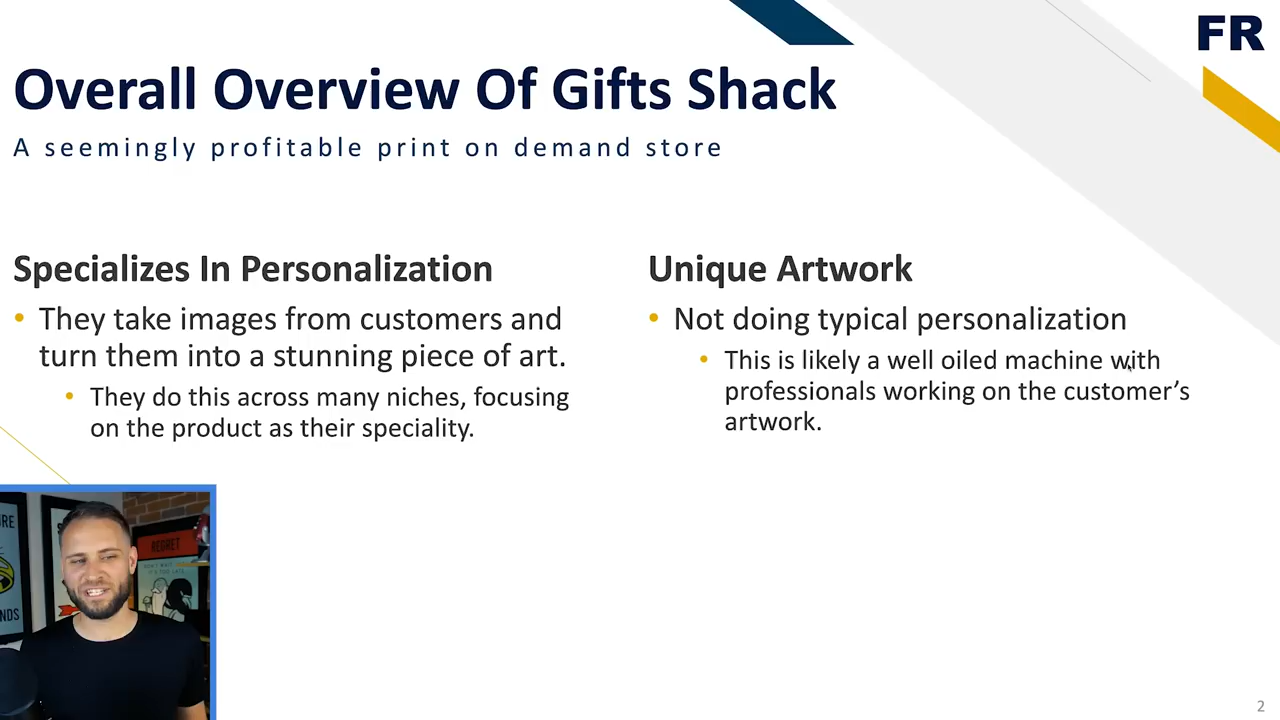 FR
Overall Overview Of Gifts Shack
A seemingly profitable print on demand store
Specializes In Personalization
• They take images from customers and
turn them into a stunning piece of art.
• They do this across many niches, focusing
on the product as their speciality.
Unique Artwork
• Not doing typical personalization
• This is likely a well oiled machine with
professionals working on the customer’s
artwork.
REGRET
2